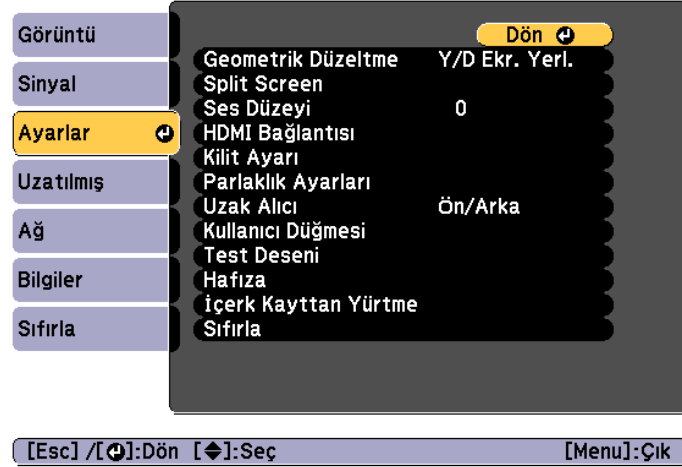 Görüntü
Sinyal
Ayarlar
Uzatılmış
Ağ
Bilgiler
Sıfırla
Dön
Geometrik Düzeltme Y/D Ekr. Yerl.
Split Screen
Ses Düzeyi 0
HDMI Bağlantısı
Kilit Ayarı
Parlaklık Ayarları
Uzak Alıcı Ön/Arka
Kullanıcı Düğmesi
Test Deseni
Hafıza
İçerk Kayttan Yürtme
Sıfırla
[Esc] /[ ]:Dön [ ]:Seç [Menu]:Çık